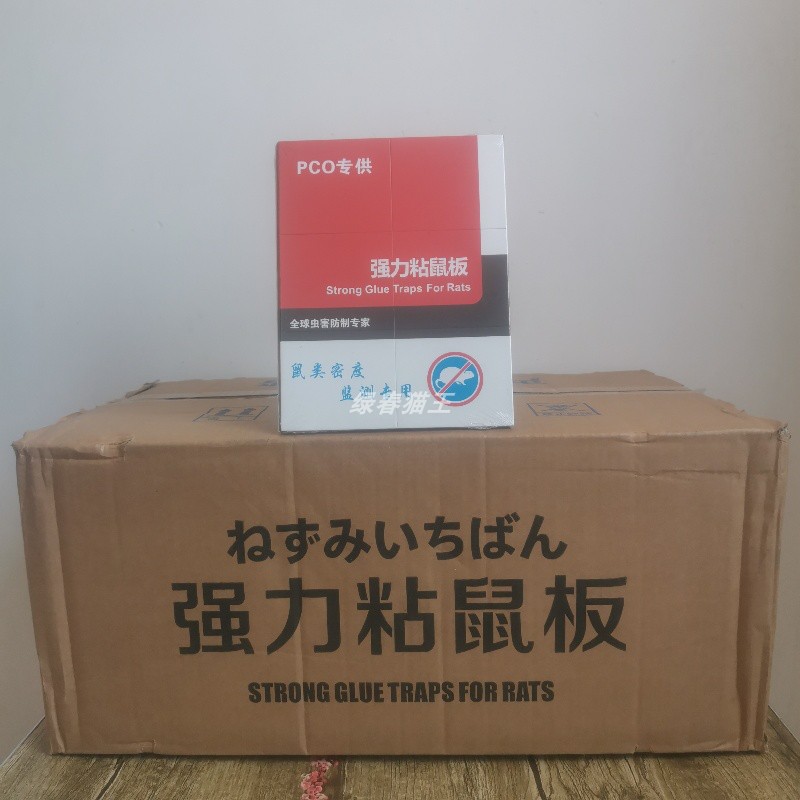 PCO专供
强力粘鼠板
Strong Glue Traps For Rats
全球虫害防制专家
鼠类密度
监测专用
绿春猫王
ねずみいちばん
强力粘鼠板
STRONG GLUE TRAPS FOR RATS